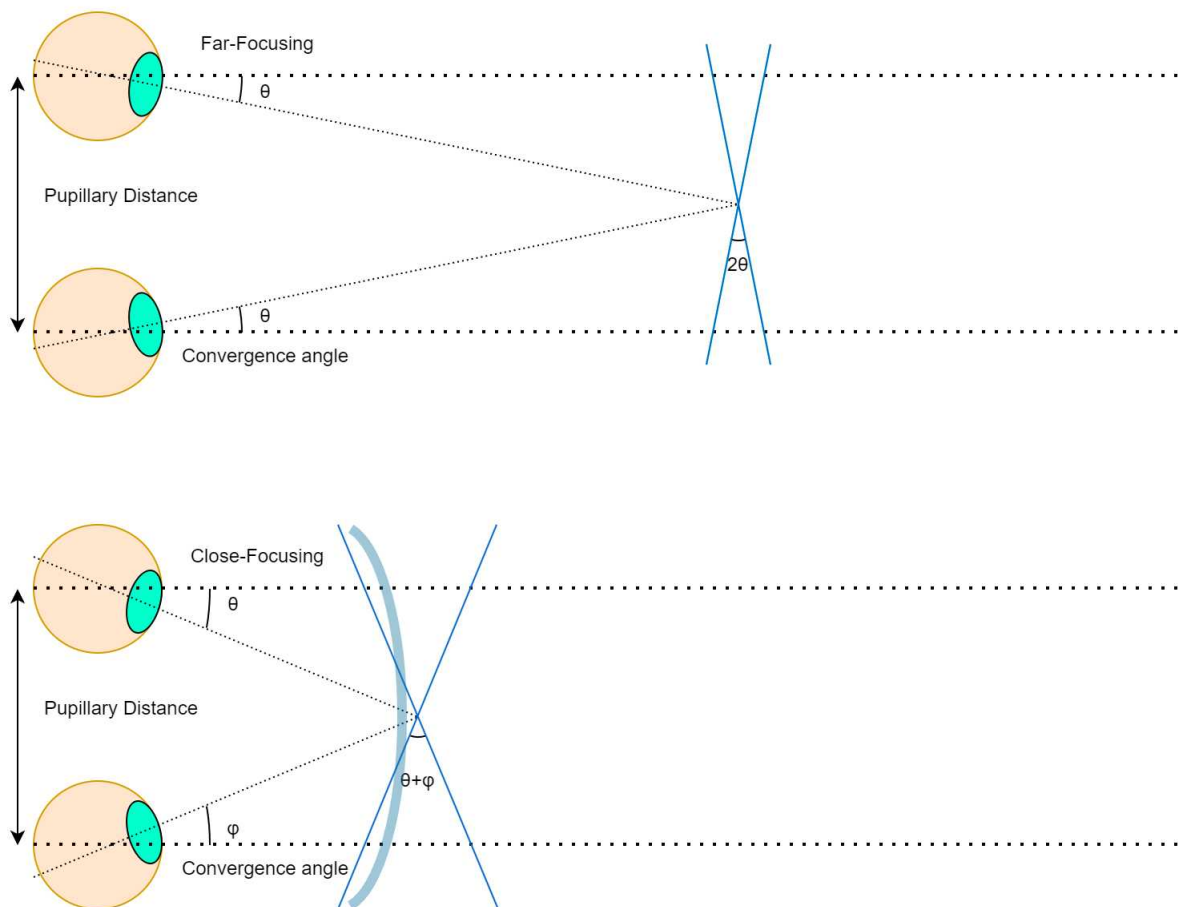 Far-Focusing
θ
Pupillary Distance
2θ
θ
Convergence angle
Close-Focusing
θ
Pupillary Distance
θ+φ
φ
Convergence angle